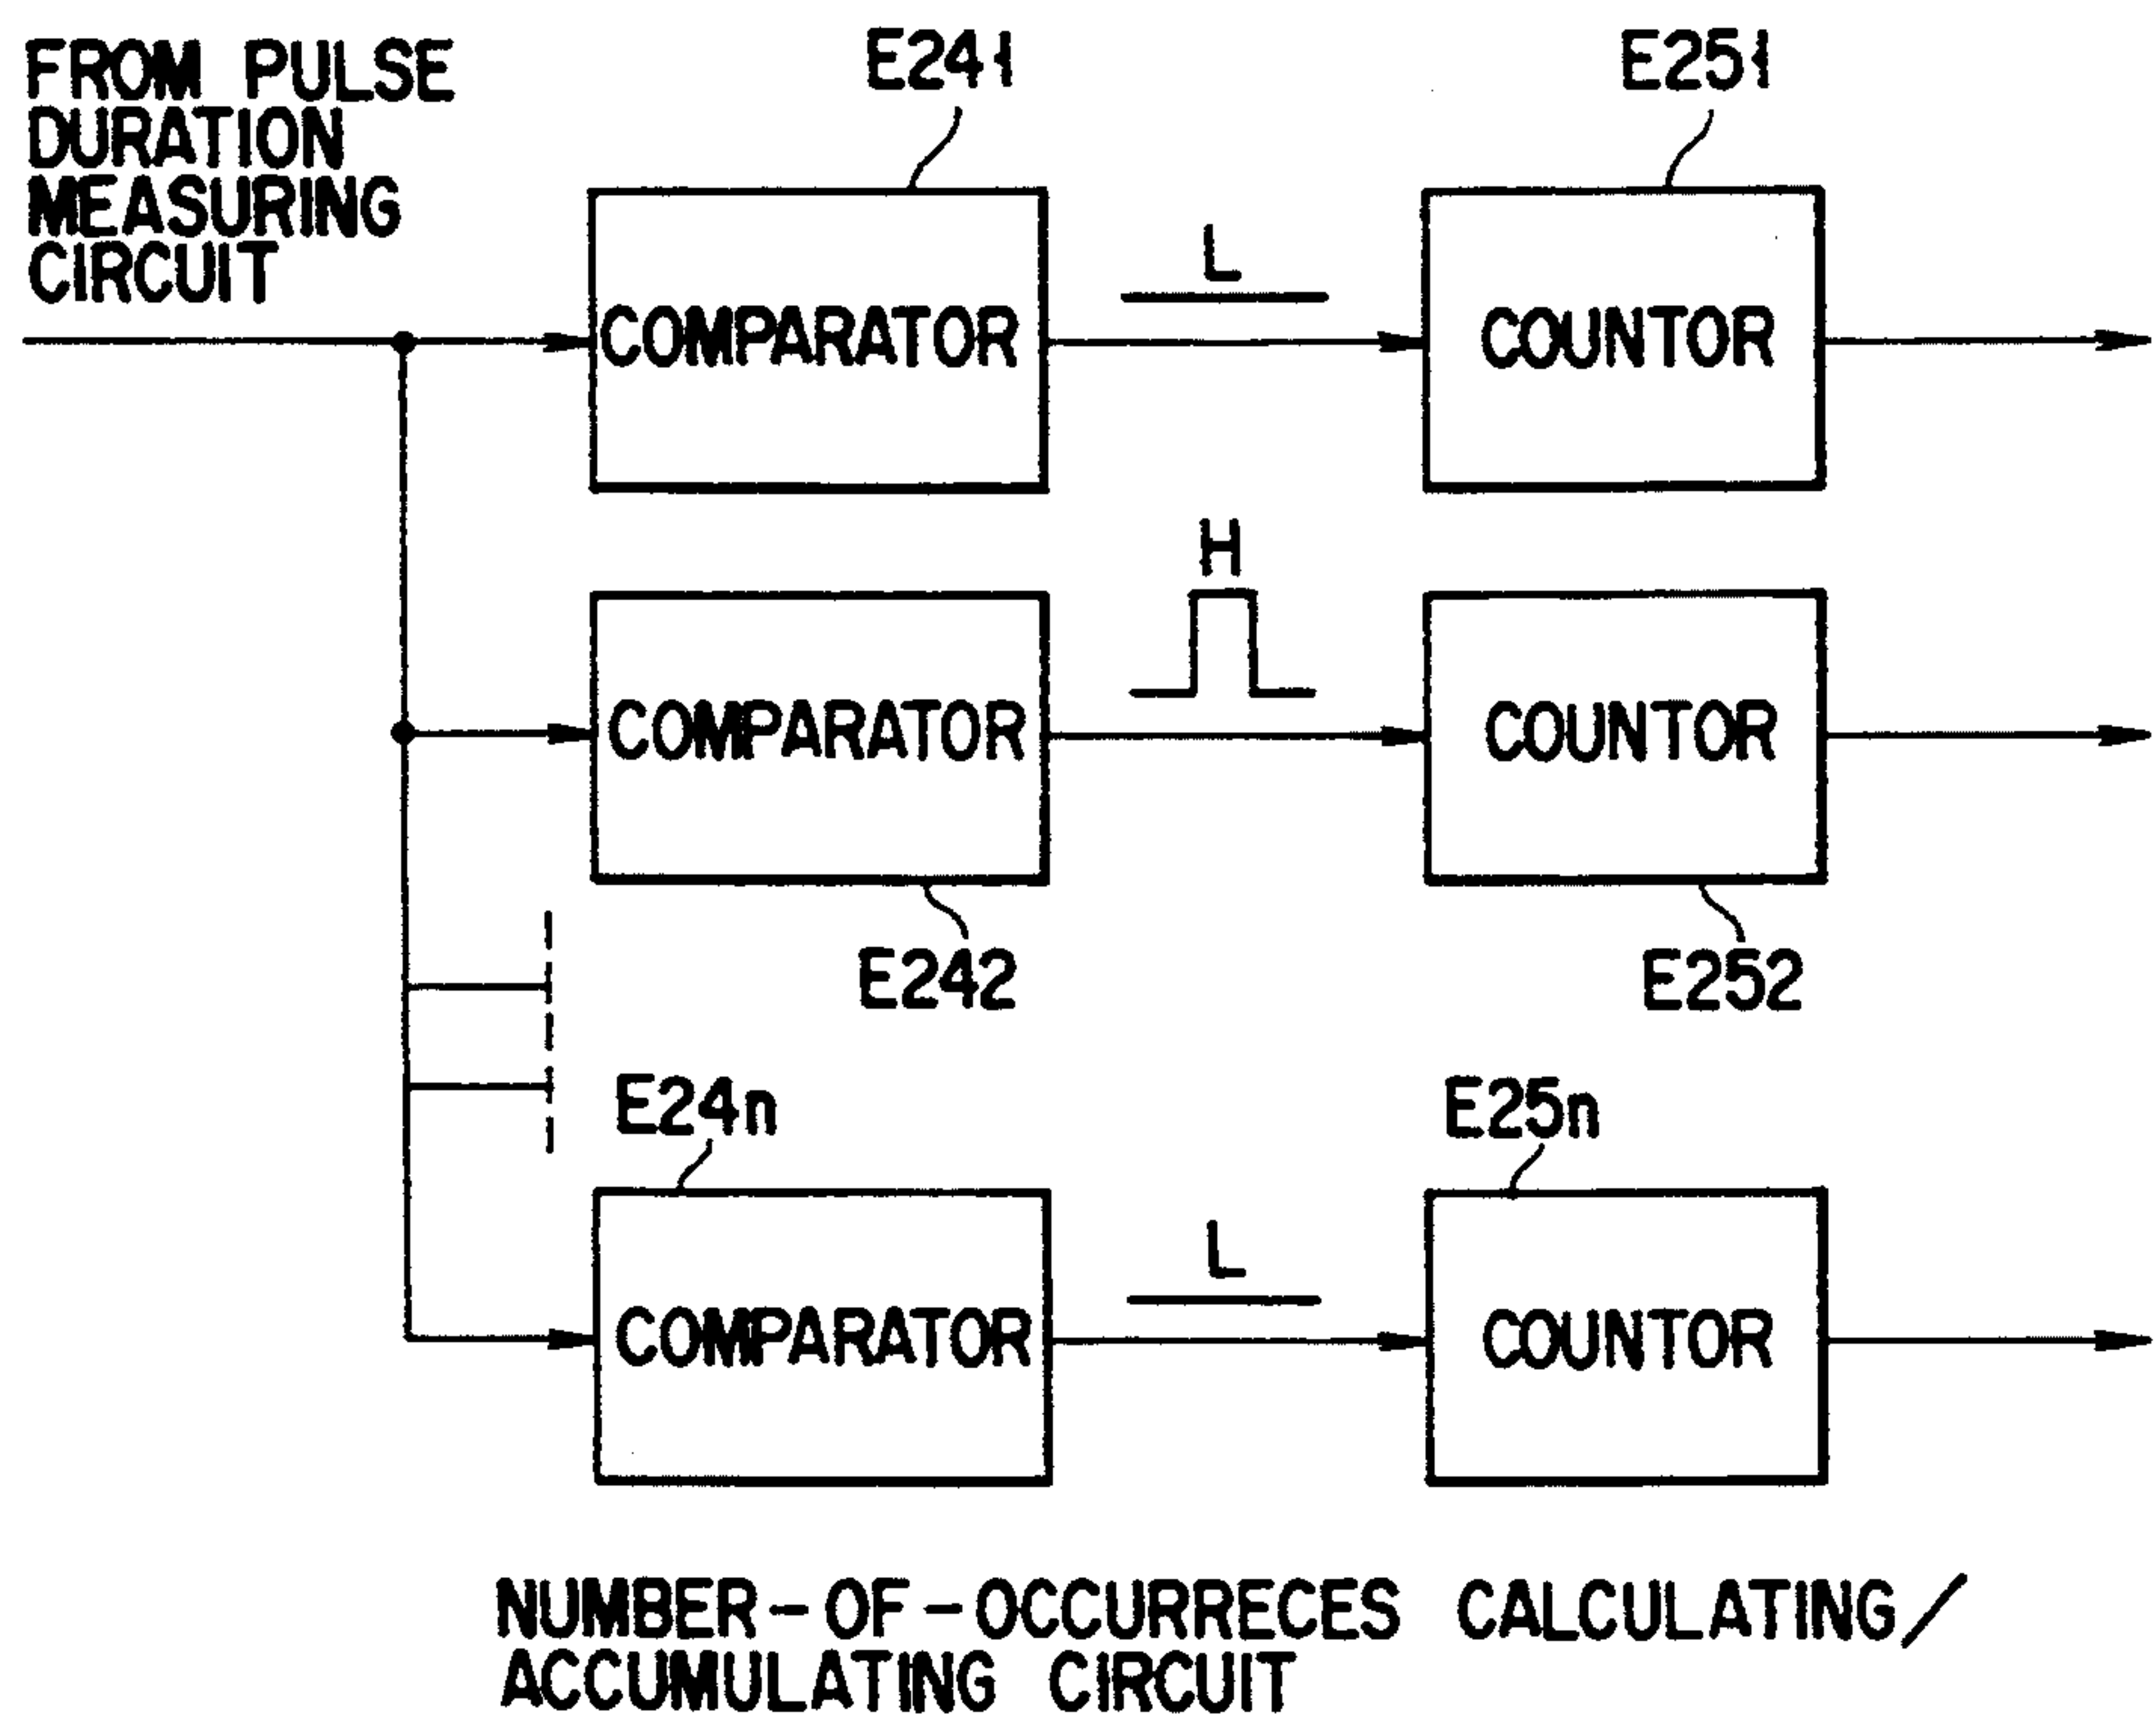 FROM PULSE
DURATION
MEASURING
CIRCUIT
E241
E251
COMPARATOR
L
COUNTOR
H
COMPARATOR
COUNTOR
E242
E252
E24n
E25n
COMPARATOR
L
COUNTOR
NUMBER-OF-OCCURRECES CALCULATING/
ACCUMULATING CIRCUIT